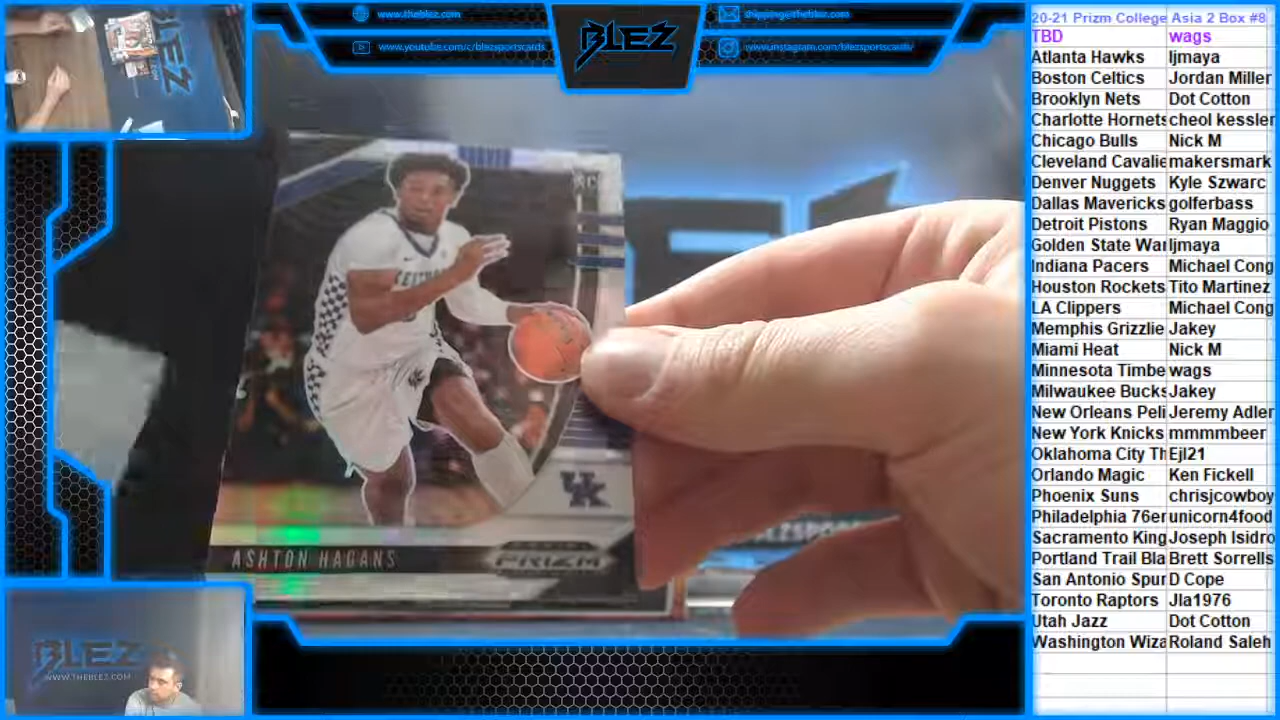 www.theblez.com
www.youtube.com/c/blezsportscards
BLEZ
shipping@theblez.com
www.instagram.com/blezsportscards/
20-21 Prizm College Asia 2 Box #8
TBD wags
Atlanta Hawks ljmaya
Boston Celtics Jordan Miller
Brooklyn Nets Dot Cotton
Charlotte Hornets cheol kessler
Chicago Bulls Nick M
Cleveland Cavalie makersmark
Denver Nuggets Kyle Szwarc
Dallas Mavericks golferbass
Detroit Pistons Ryan Maggio
Golden State War ljmaya
Indiana Pacers Michael Cong
Houston Rockets Tito Martinez
LA Clippers Michael Cong
Memphis Grizzlie Jakey
Miami Heat Nick M
Minnesota Timbe wags
Milwaukee Bucks Jakey
New Orleans Peli Jeremy Adler
New York Knicks mmmmbeer
Oklahoma City Th Ejl21
Orlando Magic Ken Fickell
Phoenix Suns chrisjcowboy
Philadelphia 76er unicorn4food
Sacramento King Joseph Isidro
Portland Trail Bla Brett Sorrells
San Antonio Spur D Cope
Toronto Raptors Jla1976
Utah Jazz Dot Cotton
Washington Wiza Roland Saleh
RC
UK
ASHTON HAGANS
PRIZM
BLEZ
WWW.THEBLEZ.COM